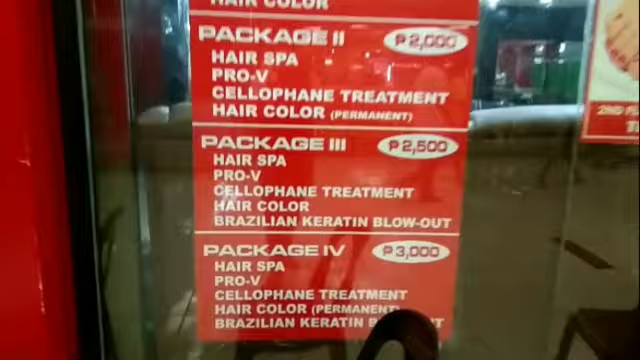 HAIR COLOR
PACKAGE II ₱2,000
HAIR SPA
PRO-V
CELLOPHANE TREATMENT
HAIR COLOR (PERMANENT)
PACKAGE III ₱2,500
HAIR SPA
PRO-V
CELLOPHANE TREATMENT
HAIR COLOR
BRAZILIAN KERATIN BLOW-OUT
PACKAGE IV ₱3,000
HAIR SPA
PRO-V
CELLOPHANE TREATMENT
HAIR COLOR (PERMANENT)
BRAZILIAN KERATIN
2ND